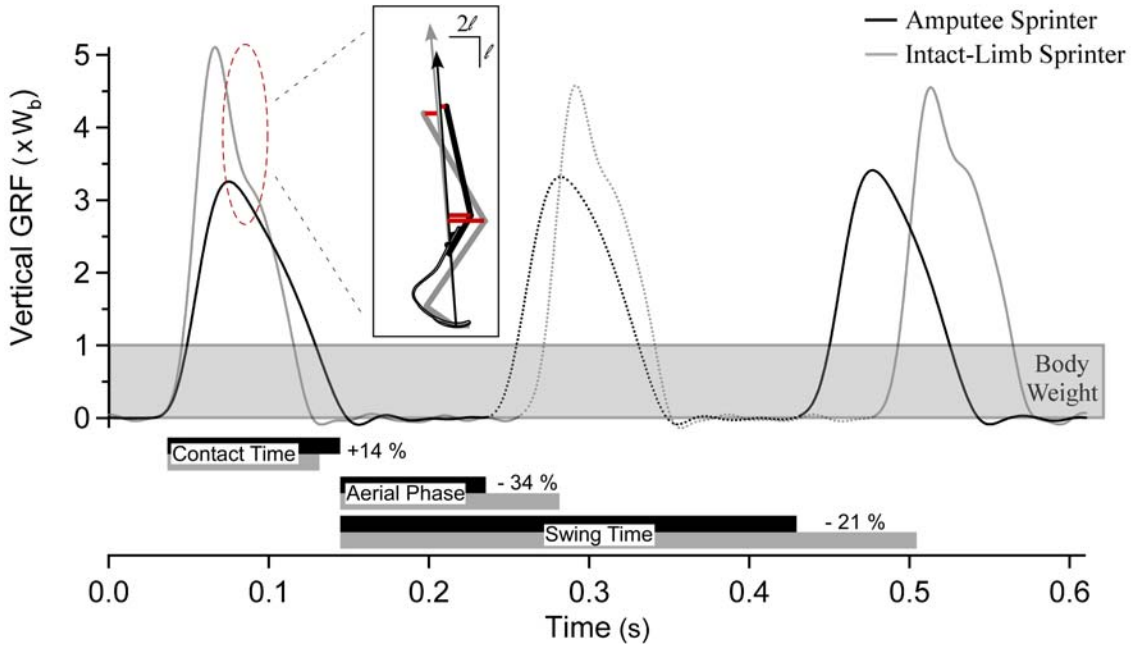 Amputee Sprinter
Intact-Limb Sprinter
Vertical GRF (x W_b)
5
4
3
2
1
0
2ℓ
ℓ
Body
Weight
Contact Time
+14 %
Aerial Phase
- 34 %
Swing Time
- 21 %
0.0 0.1 0.2 0.3 0.4 0.5 0.6
Time (s)